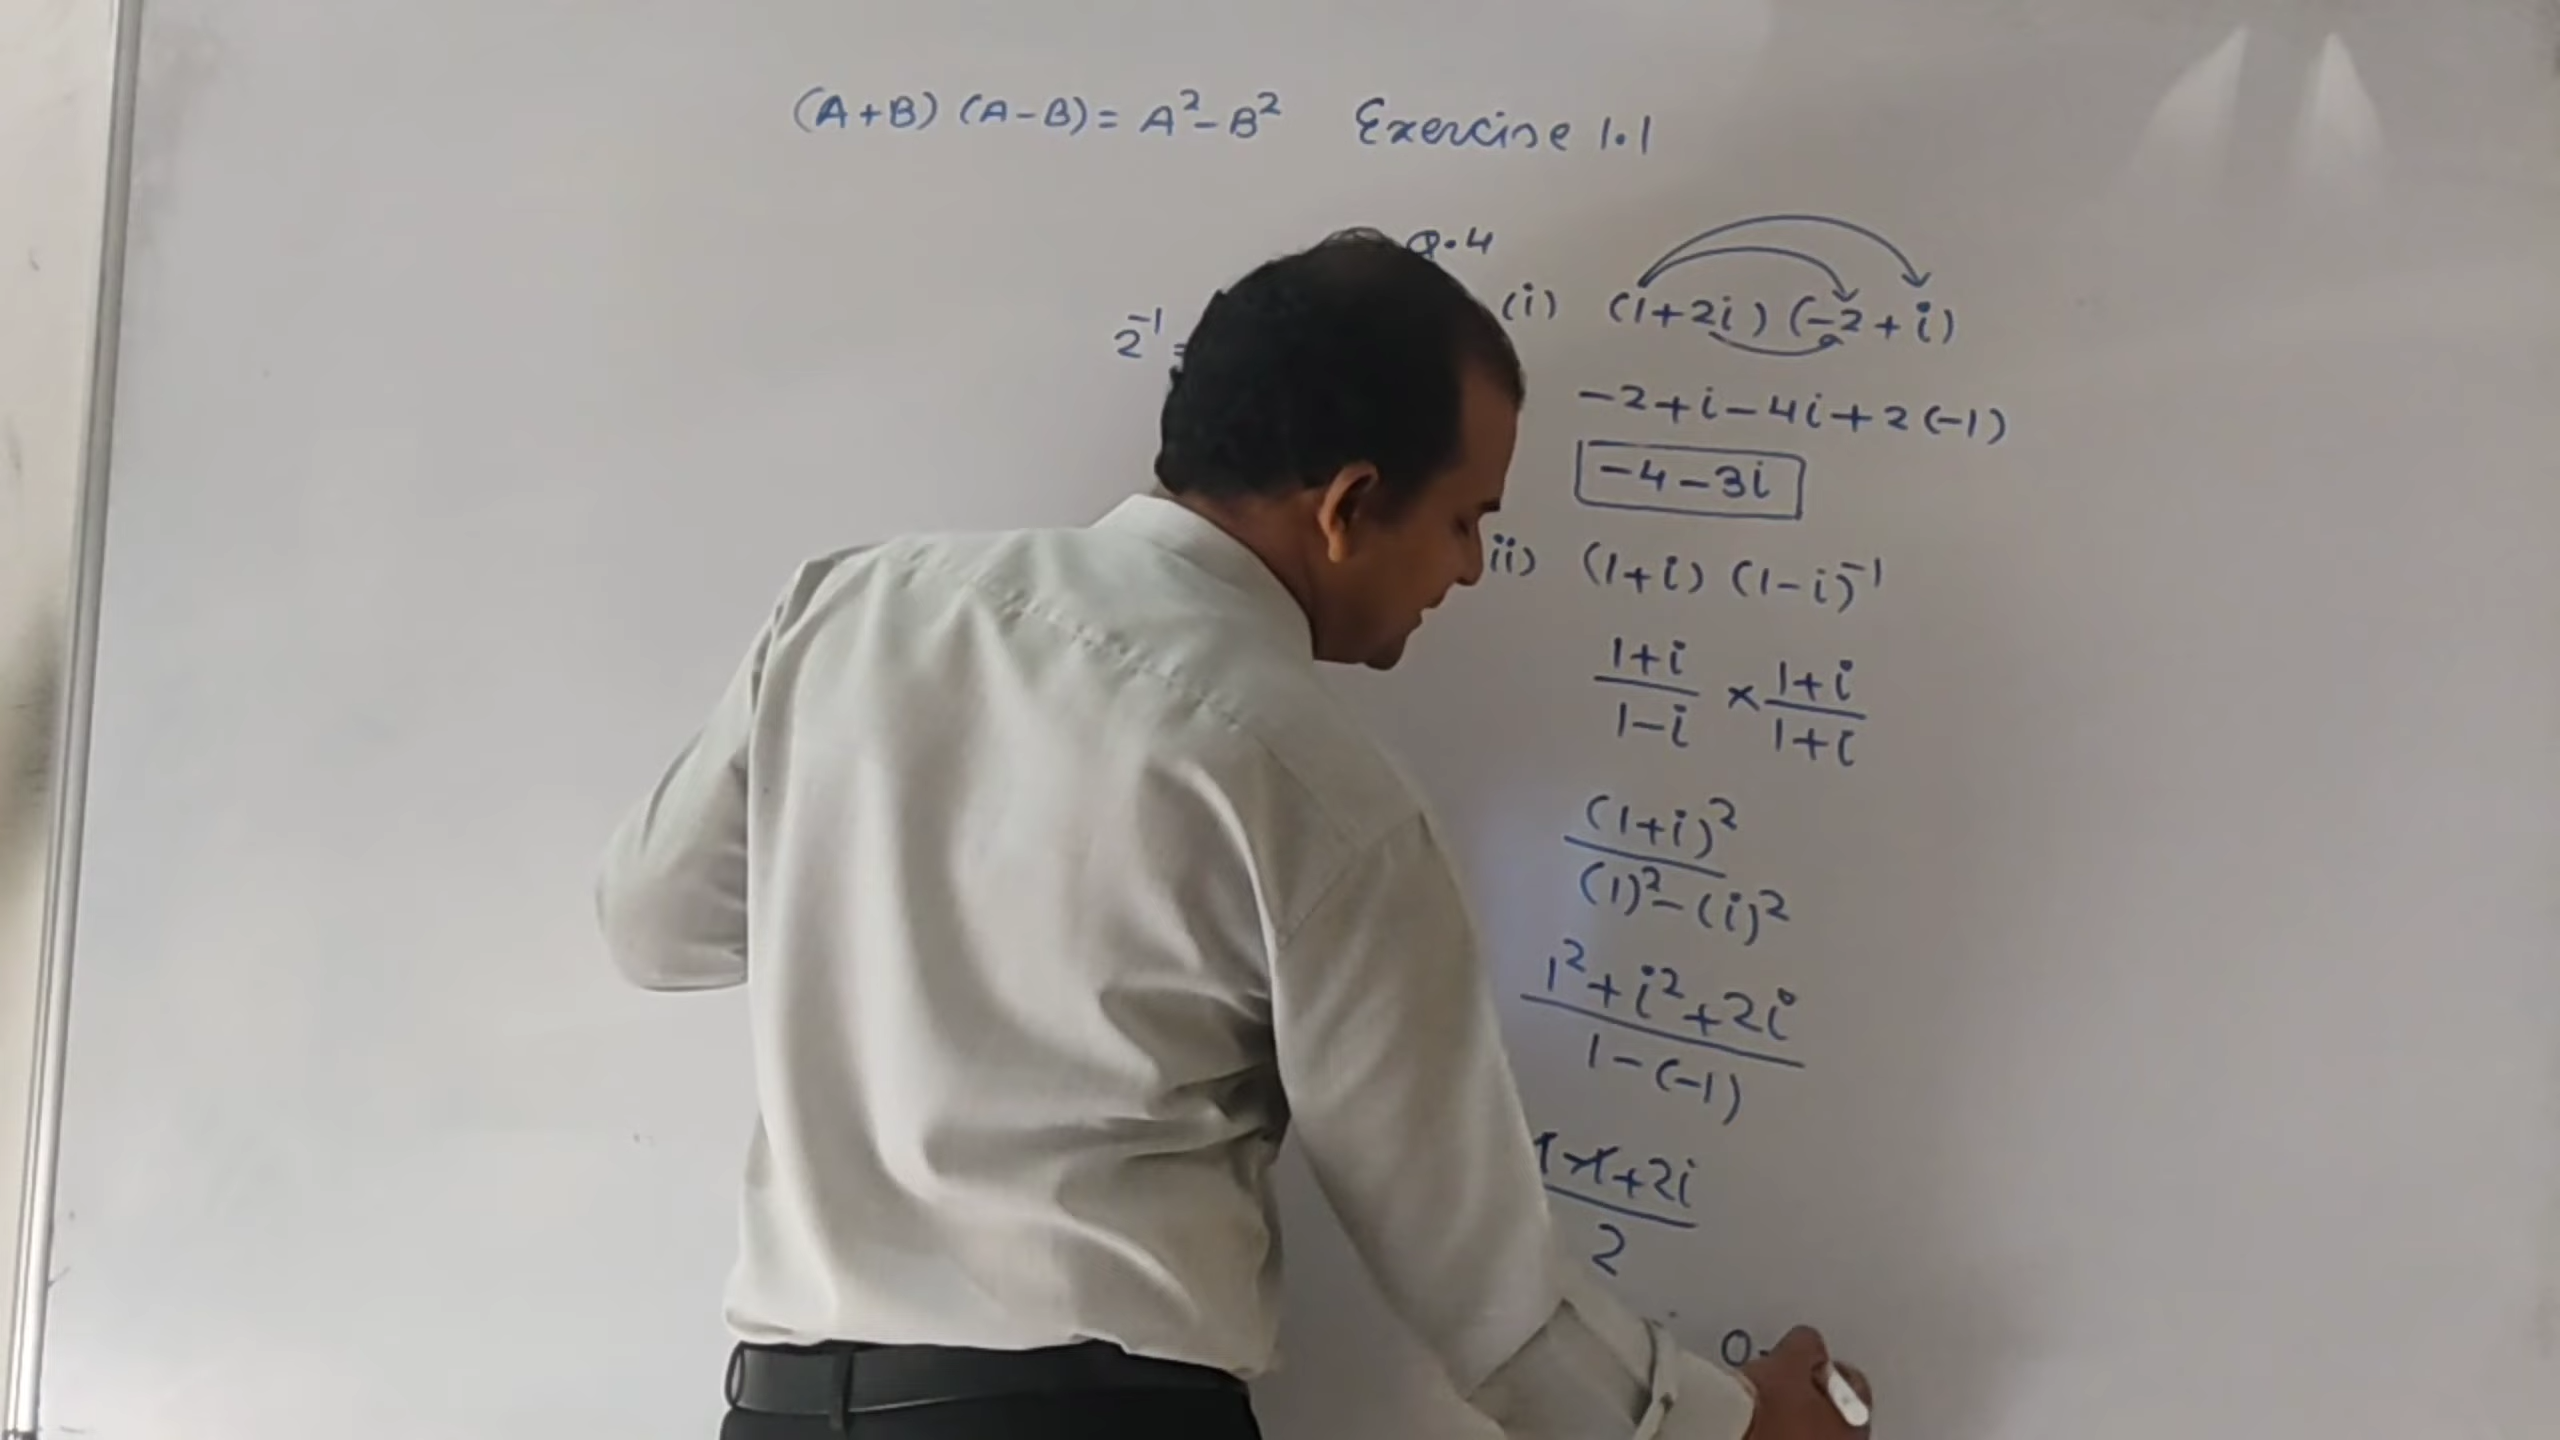 (A+B) (A-B) = A²-B² Exercise 1.1
Q.4
(i) (1+2i) (-2+i)
2⁻¹ =
-2+i-4i+2(-1)
-4-3i
ii) (1+i) (1-i)⁻¹
1+i / 1-i × 1+i / 1+i
(1+i)² / (1)²-(i)²
1²+i²+2i / 1-(-1)
1-1+2i / 2
i 0